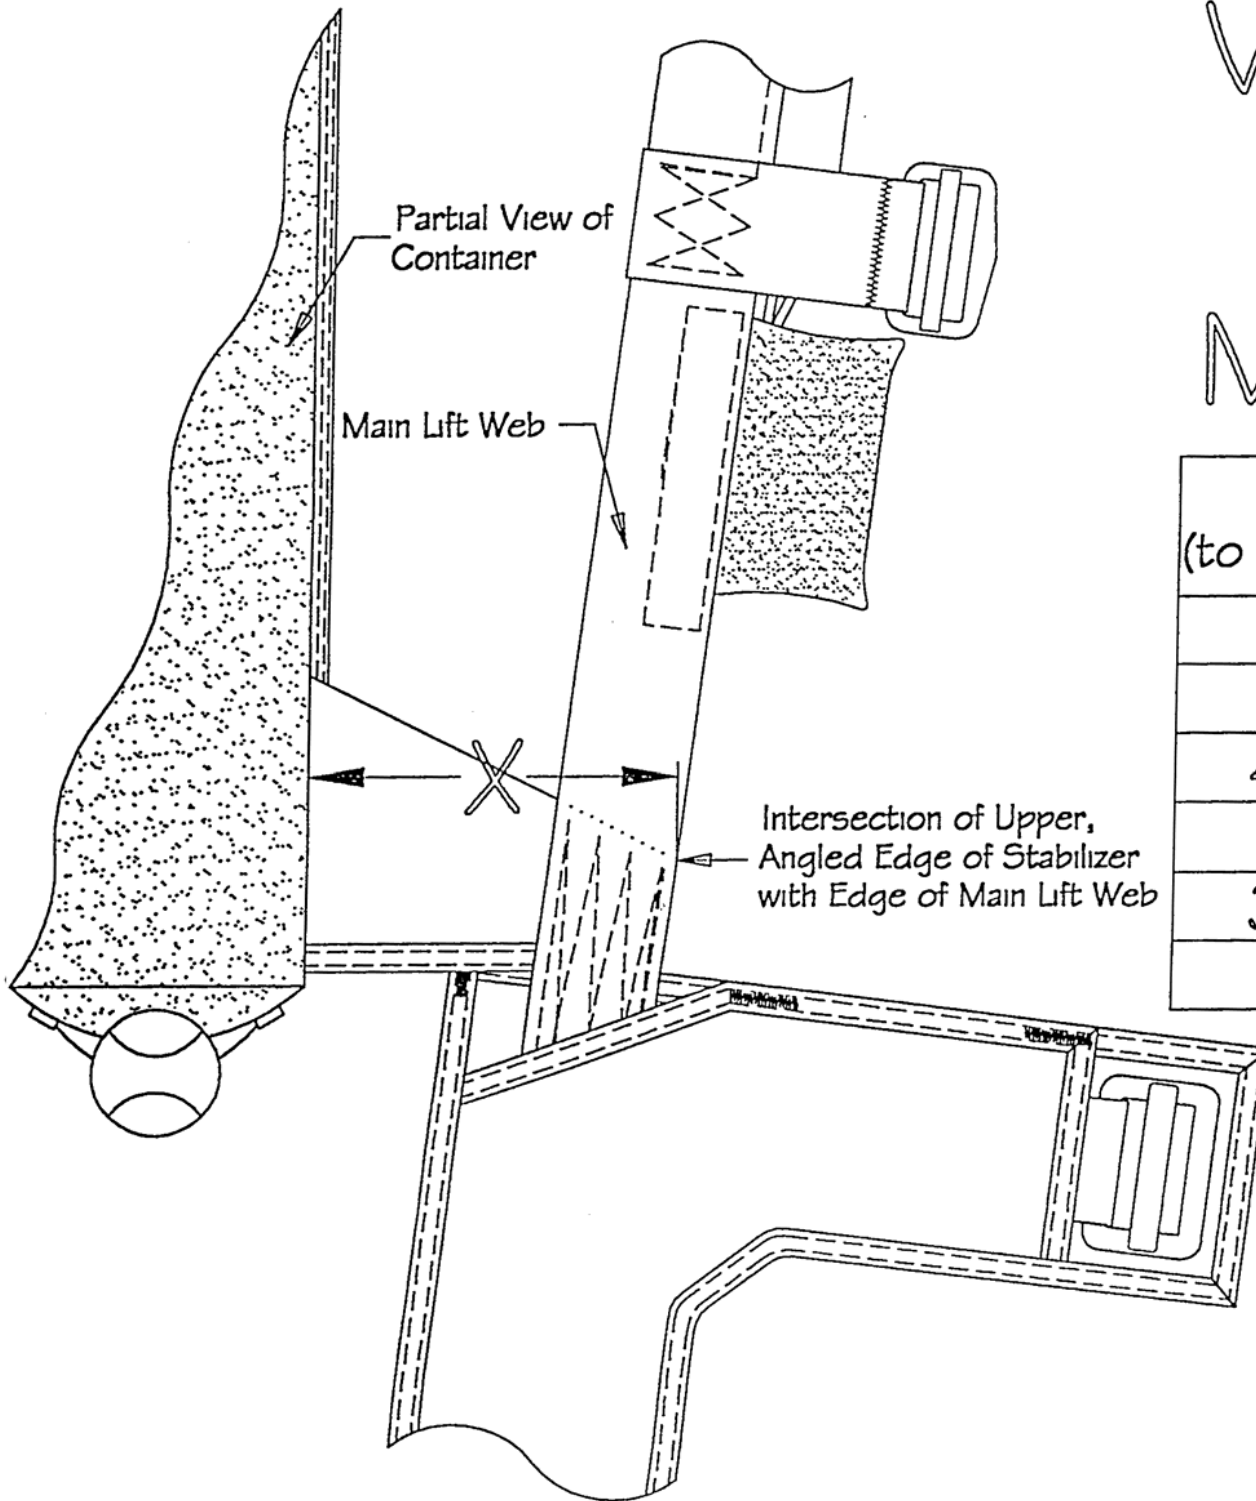 Partial View of
Container
Main Lift Web
X
Intersection of Upper,
Angled Edge of Stabilizer
with Edge of Main Lift Web
(to